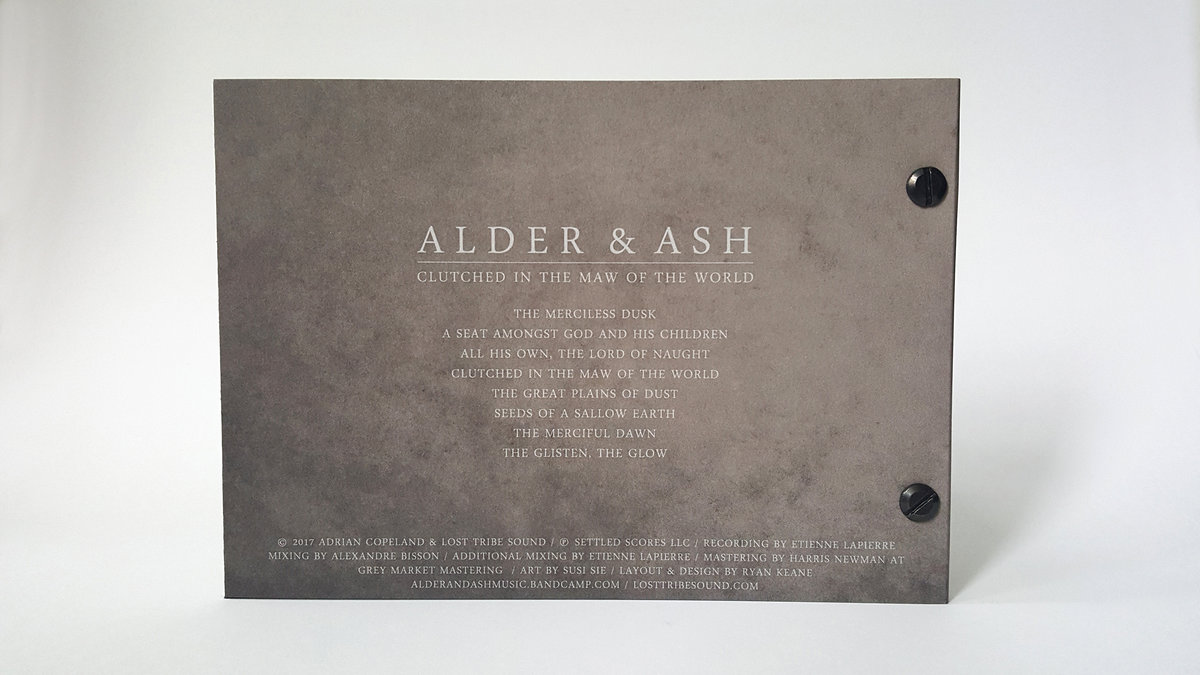 ALDER & ASH
CLUTCHED IN THE MAW OF THE WORLD
THE MERCILESS DUSK
A SEAT AMONGST GOD AND HIS CHILDREN
ALL HIS OWN, THE LORD OF NAUGHT
CLUTCHED IN THE MAW OF THE WORLD
THE GREAT PLAINS OF DUST
SEEDS OF A SALLOW EARTH
THE MERCIFUL DAWN
THE GLISTEN, THE GLOW
© 2017 ADRIAN COPELAND & LOST TRIBE SOUND / ℗ SETTLED SCORES LLC / RECORDING BY ETIENNE LAPIERRE
MIXING BY ALEXANDRE BISSON / ADDITIONAL MIXING BY ETIENNE LAPIERRE / MASTERING BY HARRIS NEWMAN AT
GREY MARKET MASTERING / ART BY SUSI SIE / LAYOUT & DESIGN BY RYAN KEANE
ALDERANDASHMUSIC.BANDCAMP.COM / LOSTTRIBESOUND.COM